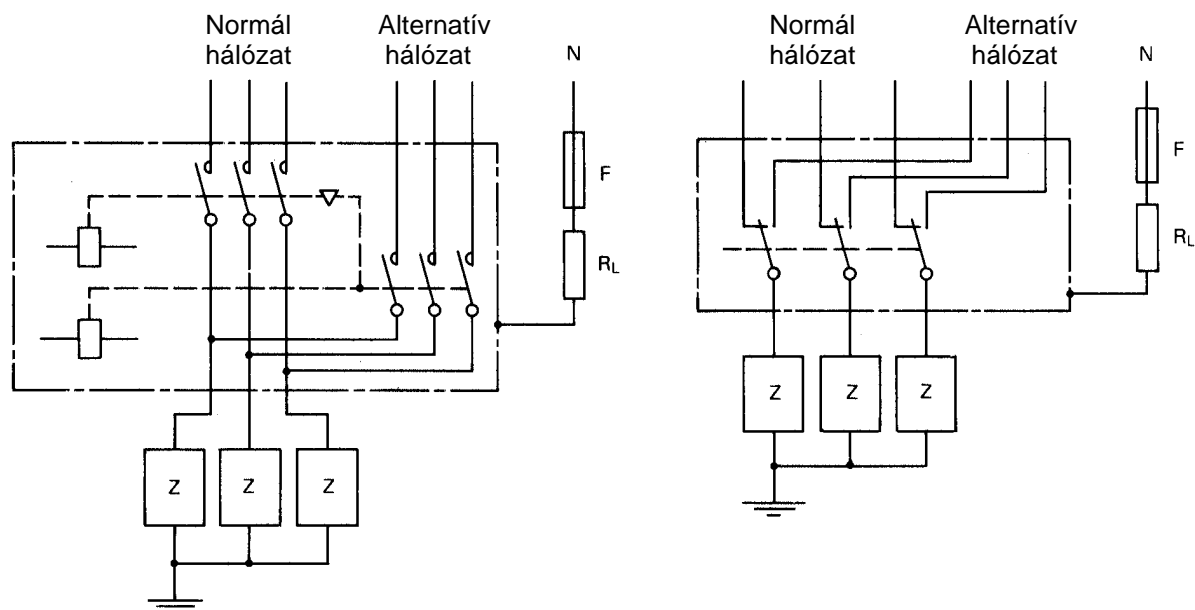 Normál
hálózat
Alternatív
hálózat
N
F
RL
Z
Z
Z
Normál
hálózat
Alternatív
hálózat
N
F
RL
Z
Z
Z